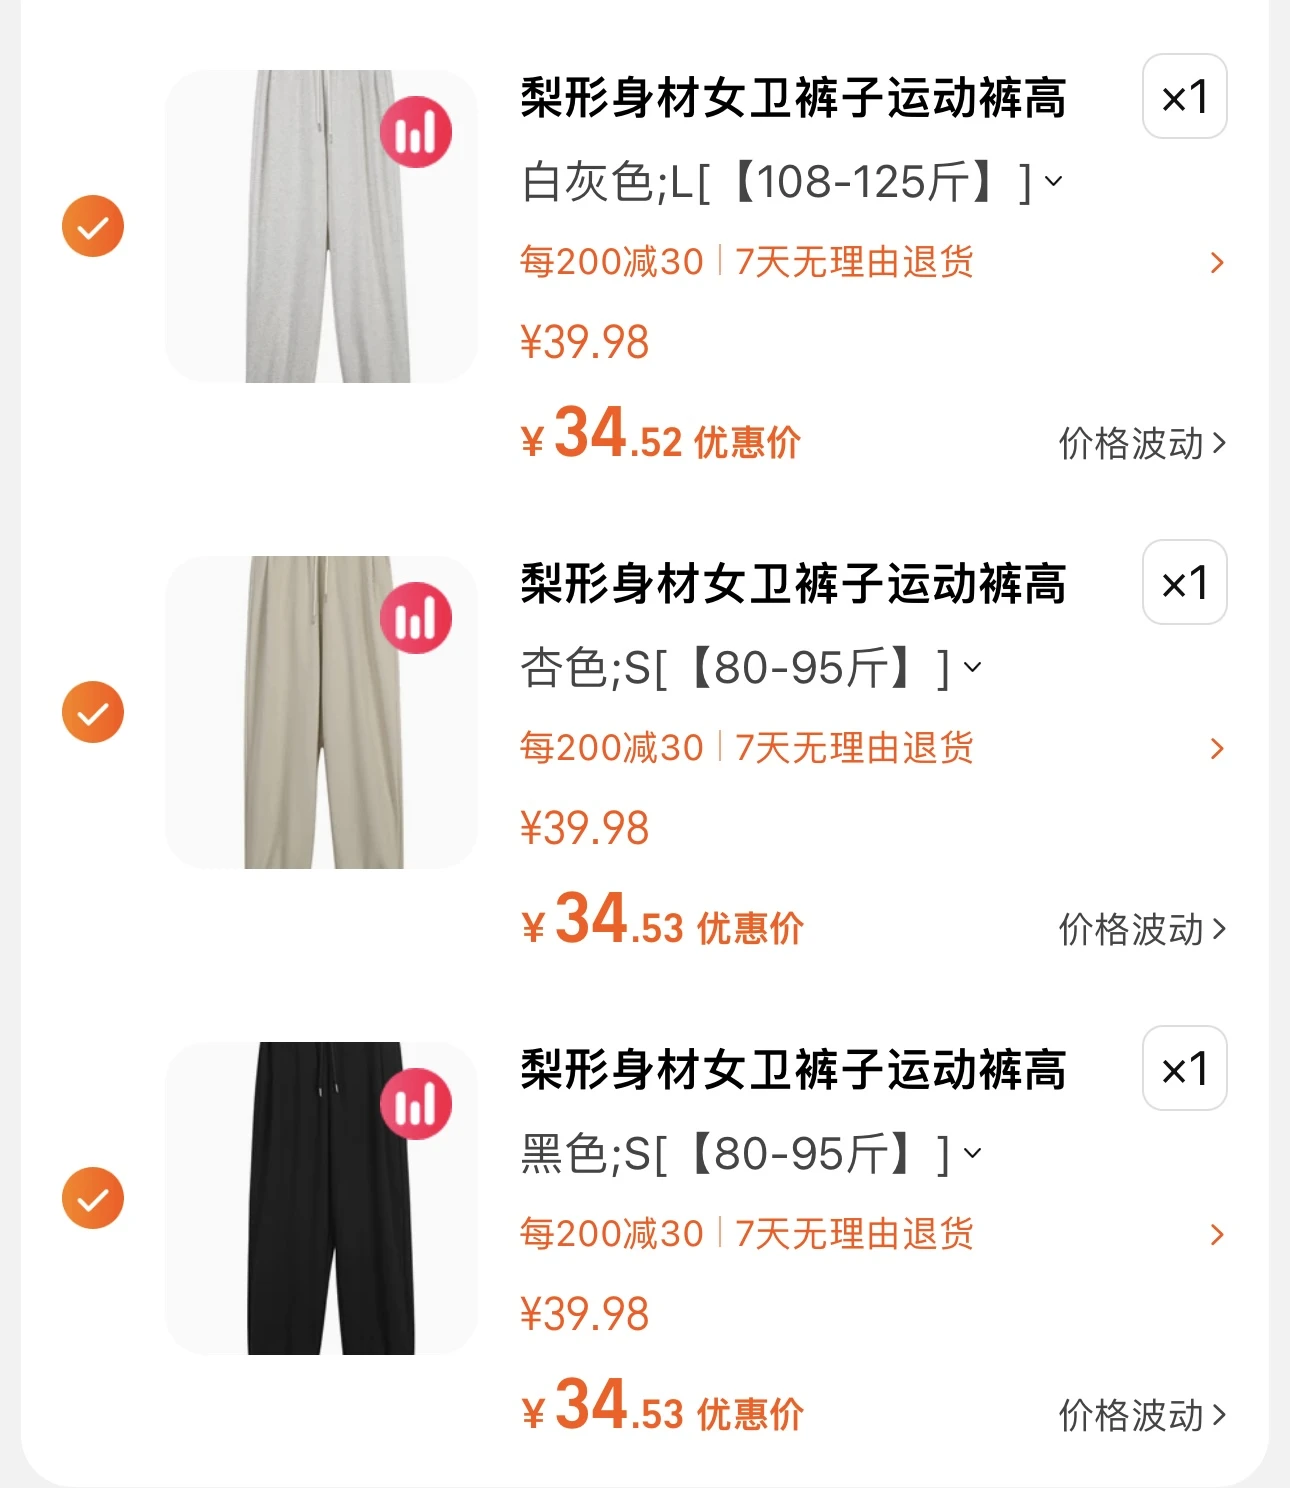 梨形身材女卫裤子运动裤高
×1
白灰色;L[【108-125斤】]
每200减30 | 7天无理由退货
¥39.98
¥34.52 优惠价
价格波动
梨形身材女卫裤子运动裤高
×1
杏色;S[【80-95斤】]
每200减30 | 7天无理由退货
¥39.98
¥34.53 优惠价
价格波动
梨形身材女卫裤子运动裤高
×1
黑色;S[【80-95斤】]
每200减30 | 7天无理由退货
¥39.98
¥34.53 优惠价
价格波动